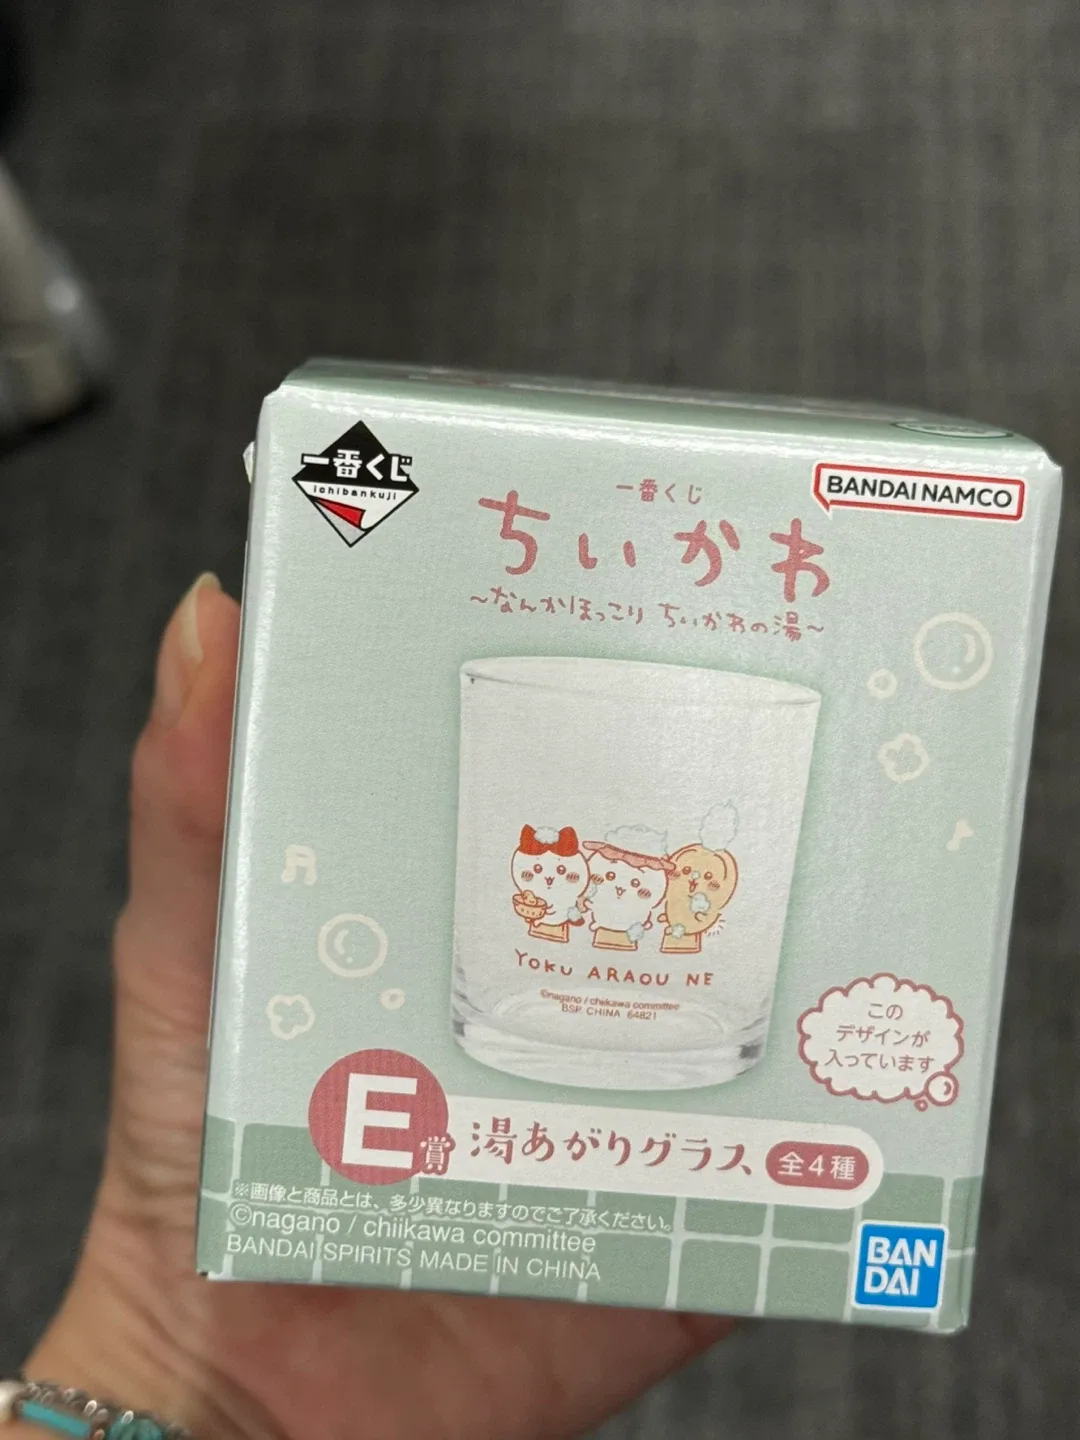 一番くじ
ichibankuji
BANDAI NAMCO
一番くじ
ちいかわ
~なんかほっこり ちいかわの湯~
YOKU ARAOU NE
©nagano / chiikawa committee
BSP. CHINA 64821
この
デザインが
入っています
E賞 湯あがりグラス 全4種
※画像と商品とは、多少異なりますのでご了承ください。
©nagano / chiikawa committee
BANDAI SPIRITS MADE IN CHINA
BAN
DAI